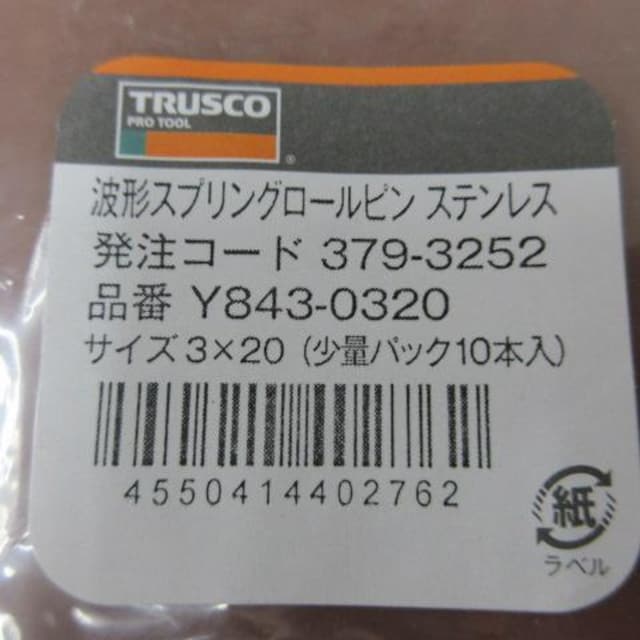 TRUSCO
PRO TOOL
®
波形スプリングロールピン ステンレス
発注コード 379-3252
品番 Y843-0320
サイズ3×20 (少量パック10本入)
4550414402762
紙
ラベル